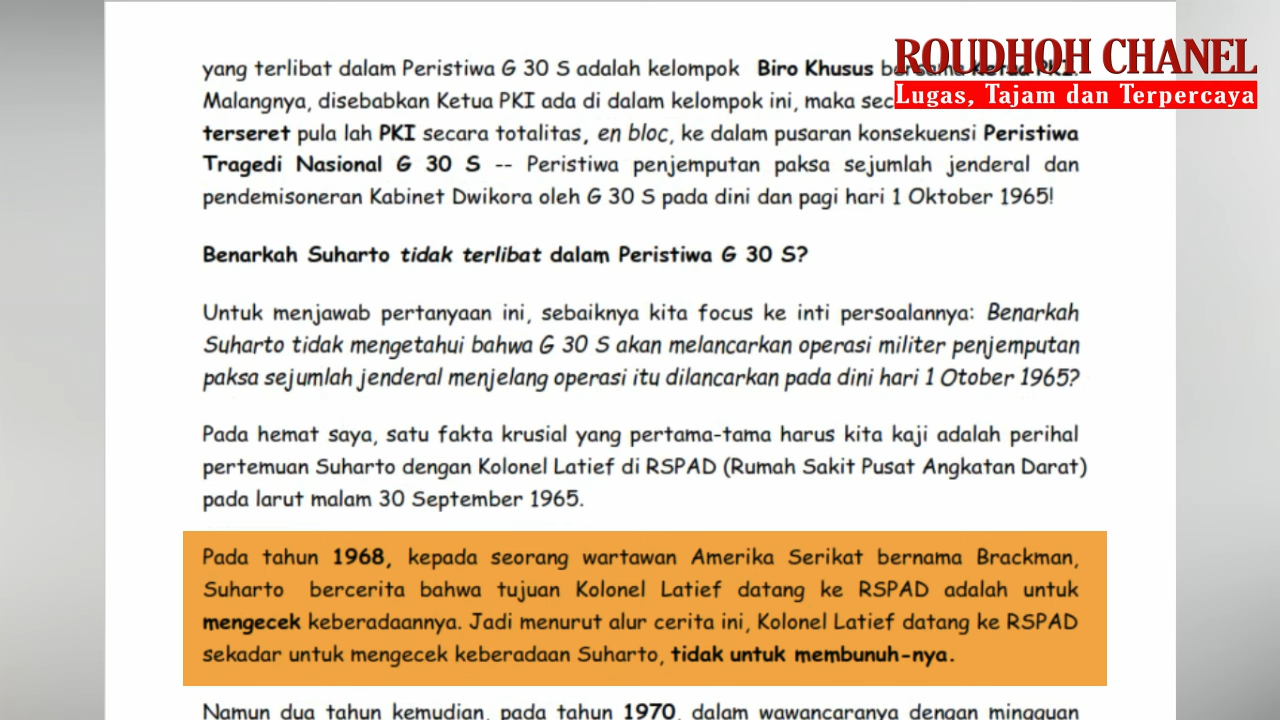 ROUDHOH CHANEL
Lugas, Tajam dan Terpercaya
yang terlibat dalam Peristiwa G 30 S adalah kelompok Biro Khusus bersama Ketua PKI.
Malangnya, disebabkan Ketua PKI ada di dalam kelompok ini, maka
terseret pula lah PKI secara totalitas, en bloc, ke dalam pusaran konsekuensi Peristiwa
Tragedi Nasional G 30 S -- Peristiwa penjemputan paksa sejumlah jenderal dan
pendemisoneran Kabinet Dwikora oleh G 30 S pada dini dan pagi hari 1 Oktober 1965!
Benarkah Suharto tidak terlibat dalam Peristiwa G 30 S?
Untuk menjawab pertanyaan ini, sebaiknya kita focus ke inti persoalannya: Benarkah
Suharto tidak mengetahui bahwa G 30 S akan melancarkan operasi militer penjemputan
paksa sejumlah jenderal menjelang operasi itu dilancarkan pada dini hari 1 Otober 1965?
Pada hemat saya, satu fakta krusial yang pertama-tama harus kita kaji adalah perihal
pertemuan Suharto dengan Kolonel Latief di RSPAD (Rumah Sakit Pusat Angkatan Darat)
pada larut malam 30 September 1965.
Pada tahun 1968, kepada seorang wartawan Amerika Serikat bernama Brackman,
Suharto bercerita bahwa tujuan Kolonel Latief datang ke RSPAD adalah untuk
mengecek keberadaannya. Jadi menurut alur cerita ini, Kolonel Latief datang ke RSPAD
sekadar untuk mengecek keberadaan Suharto, tidak untuk membunuh-nya.
Namun dua tahun kemudian, pada tahun 1970, dalam wawancaranya dengan mingguan